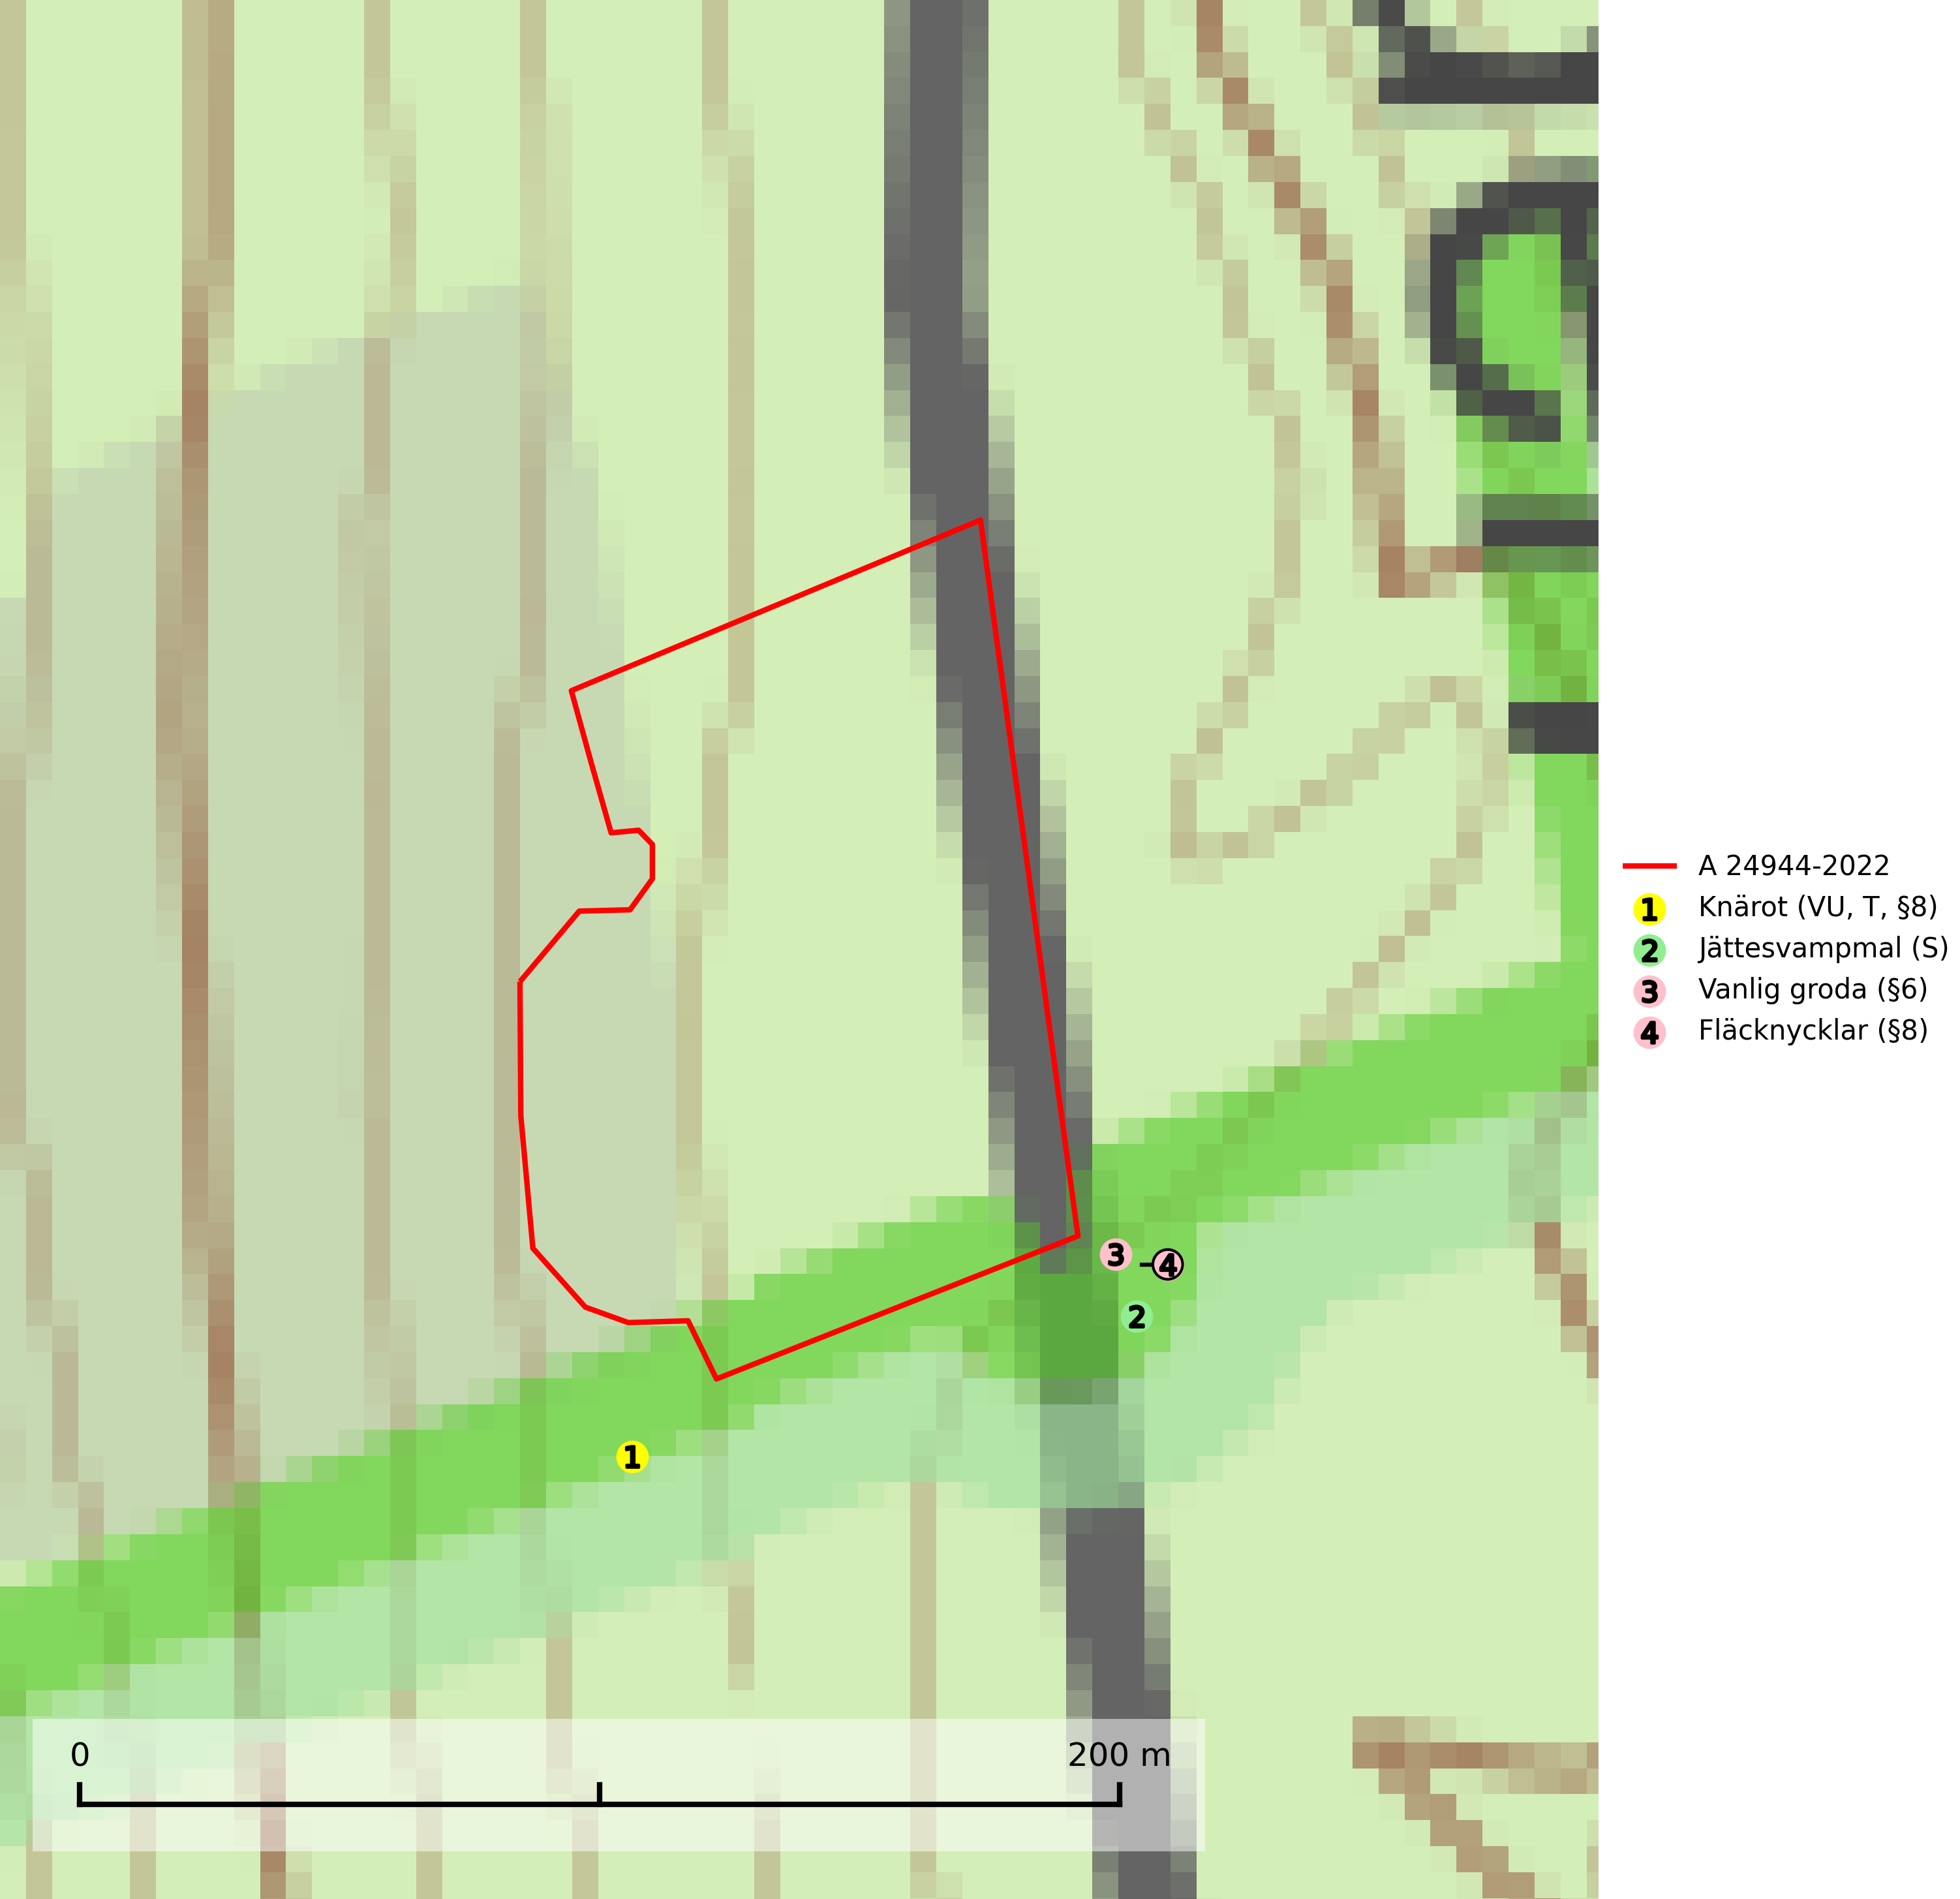 A 24944-2022
1 Knärot (VU, T, §8)
2 Jättesvampmal (S)
3 Vanlig groda (§6)
4 Fläcknycklar (§8)
3
4
2
1
0 200 m